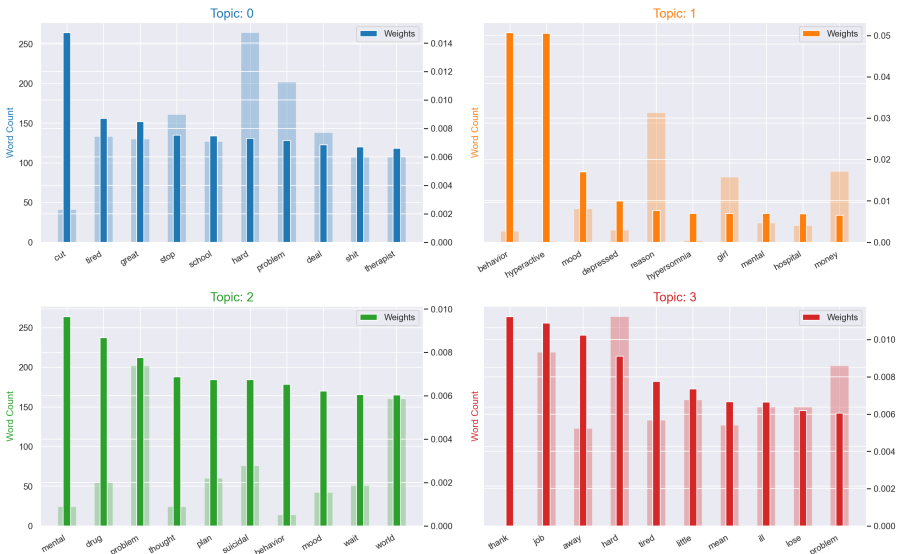 Topic: 0
Word Count
250
200
150
100
50
0
Weights
0.014
0.012
0.010
0.008
0.006
0.004
0.002
0.000
cut
tired
great
stop
school
hard
problem
deal
shit
therapist
Topic: 1
Word Count
Weights
0.05
0.04
0.03
0.02
0.01
0.00
behavior
hyperactive
mood
depressed
reason
hypersomnia
girl
mental
hospital
money
Topic: 2
Word Count
250
200
150
100
50
0
Weights
0.010
0.008
0.006
0.004
0.002
0.000
mental
drug
problem
thought
plan
suicidal
behavior
mood
wait
world
Topic: 3
Word Count
Weights
0.010
0.008
0.006
0.004
0.002
0.000
thank
job
away
hard
tired
little
mean
ill
lose
problem